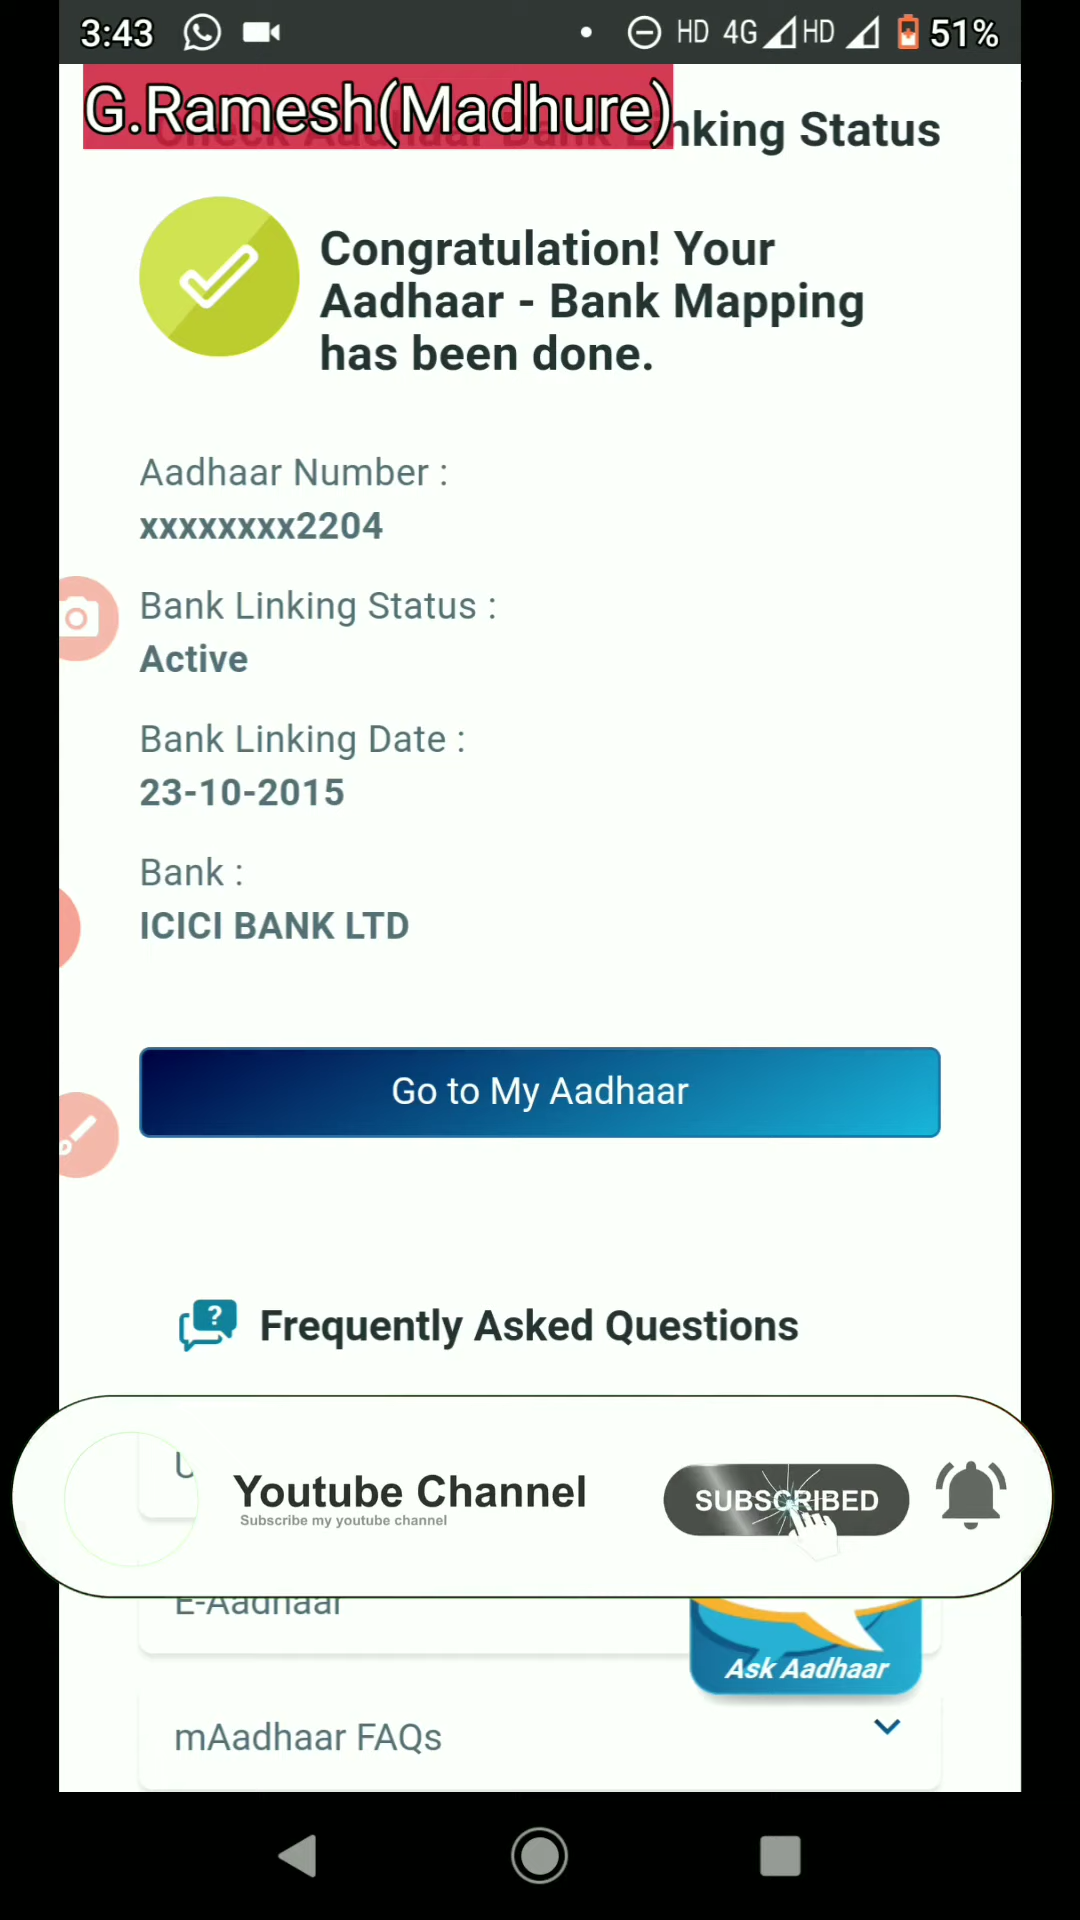 3:43 HD 4G HD 51%
G.Ramesh(Madhure)
nking Status
Congratulation! Your
Aadhaar - Bank Mapping
has been done.
Aadhaar Number :
xxxxxxxx2204
Bank Linking Status :
Active
Bank Linking Date :
23-10-2015
Bank :
ICICI BANK LTD
Go to My Aadhaar
Frequently Asked Questions
Youtube Channel
Subscribe my youtube channel
SUBSCRIBED
E-Aadhaar
Ask Aadhaar
mAadhaar FAQs